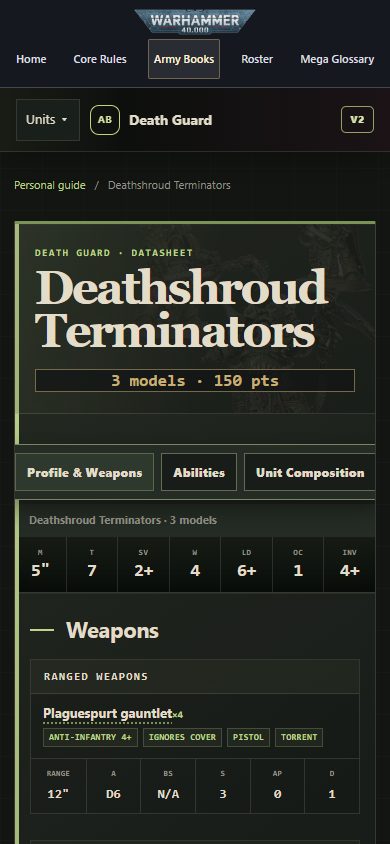 WARHAMMER
40,000
Home Core Rules Army Books Roster Mega Glossary
Units AB Death Guard V2
Personal guide / Deathshroud Terminators
DEATH GUARD · DATASHEET
Deathshroud
Terminators
3 models · 150 pts
Profile & Weapons Abilities Unit Composition
Deathshroud Terminators · 3 models
M T SV W LD OC INV
5" 7 2+ 4 6+ 1 4+
Weapons
RANGED WEAPONS
Plaguespurt gauntlet×4
ANTI-INFANTRY 4+ IGNORES COVER PISTOL TORRENT
RANGE A BS S AP D
12" D6 N/A 3 0 1